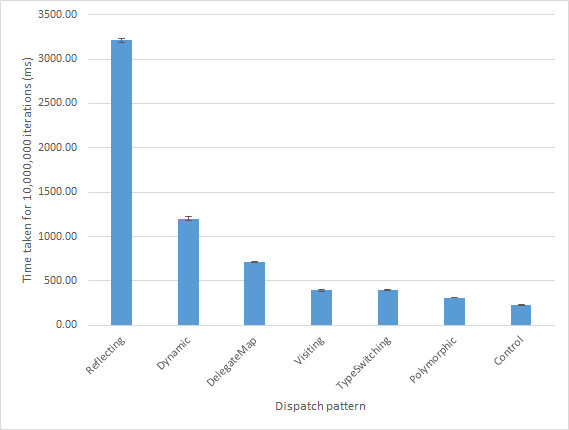 3500.00
3000.00
2500.00
2000.00
1500.00
1000.00
500.00
0.00
Time taken for 10,000,000 iterations (ms)
Reflecting
Dynamic
DelegateMap
Visiting
TypeSwitching
Polymorphic
Control
Dispatch pattern